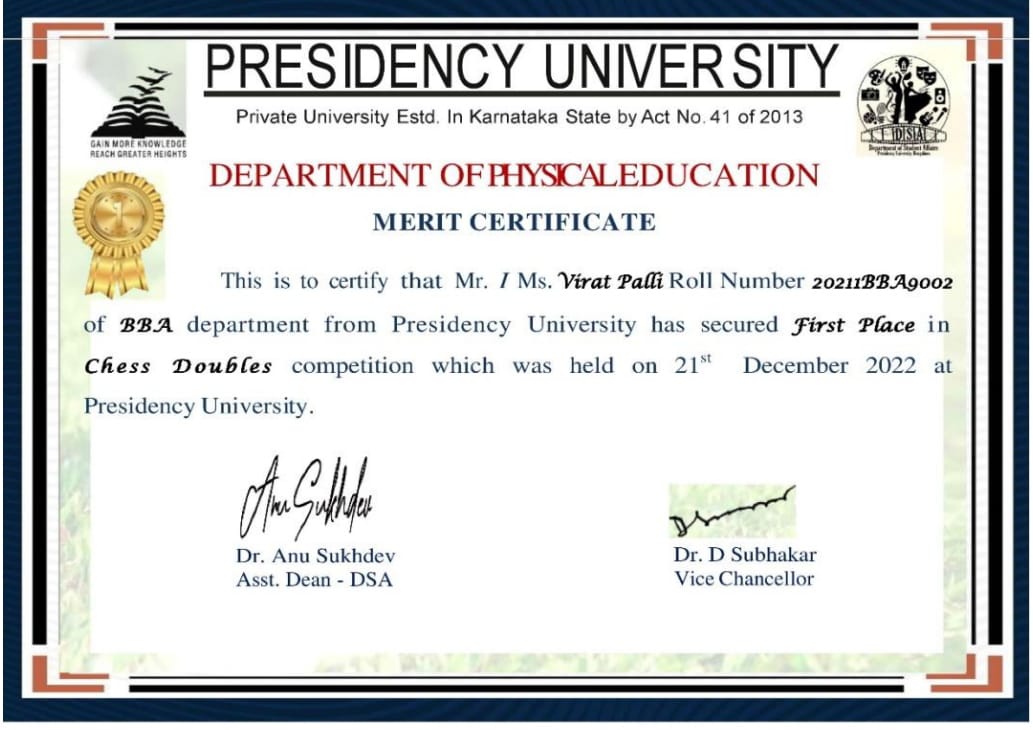 PRESIDENCY UNIVERSITY
Private University Estd. In Karnataka State by Act No. 41 of 2013
GAIN MORE KNOWLEDGE
REACH GREATER HEIGHTS
DSA
Department of Student Affairs
Presidency University, Bengaluru
DEPARTMENT OF PHYSICAL EDUCATION
MERIT CERTIFICATE
1
This is to certify that Mr. I Ms. Virat Palli Roll Number 20211BBA9002
of BBA department from Presidency University has secured First Place in
Chess Doubles competition which was held on 21st December 2022 at
Presidency University.
Anu Sukhdev
Dr. Anu Sukhdev
Asst. Dean - DSA
Dr. D Subhakar
Vice Chancellor